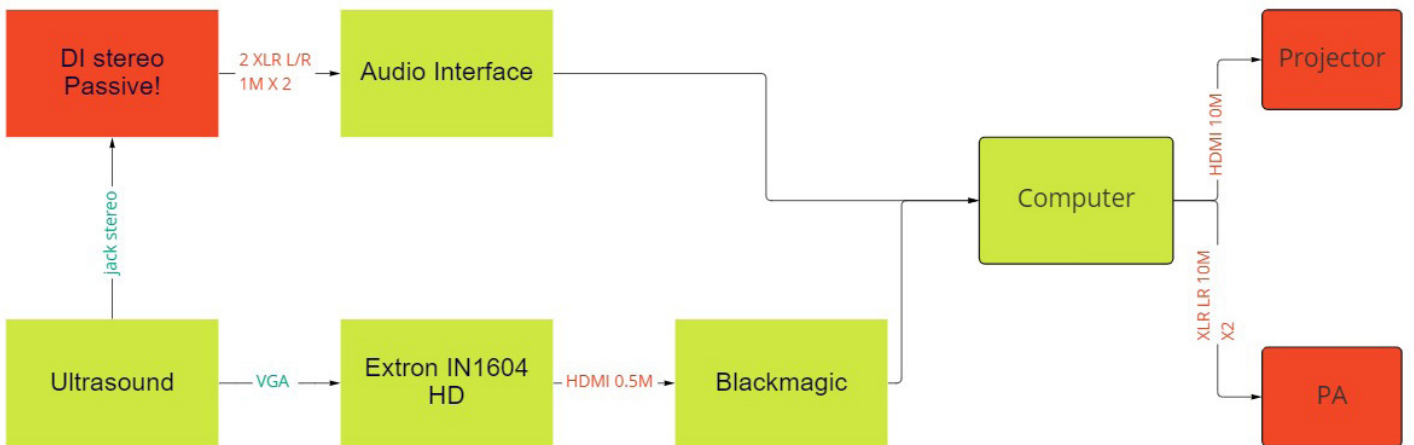 DI stereo
Passive!
2 XLR L/R
1M X 2
Audio Interface
Projector
HDMI 10M
Computer
jack stereo
XLR LR 10M
X2
Ultrasound
VGA
Extron IN1604
HD
HDMI 0.5M
Blackmagic
PA